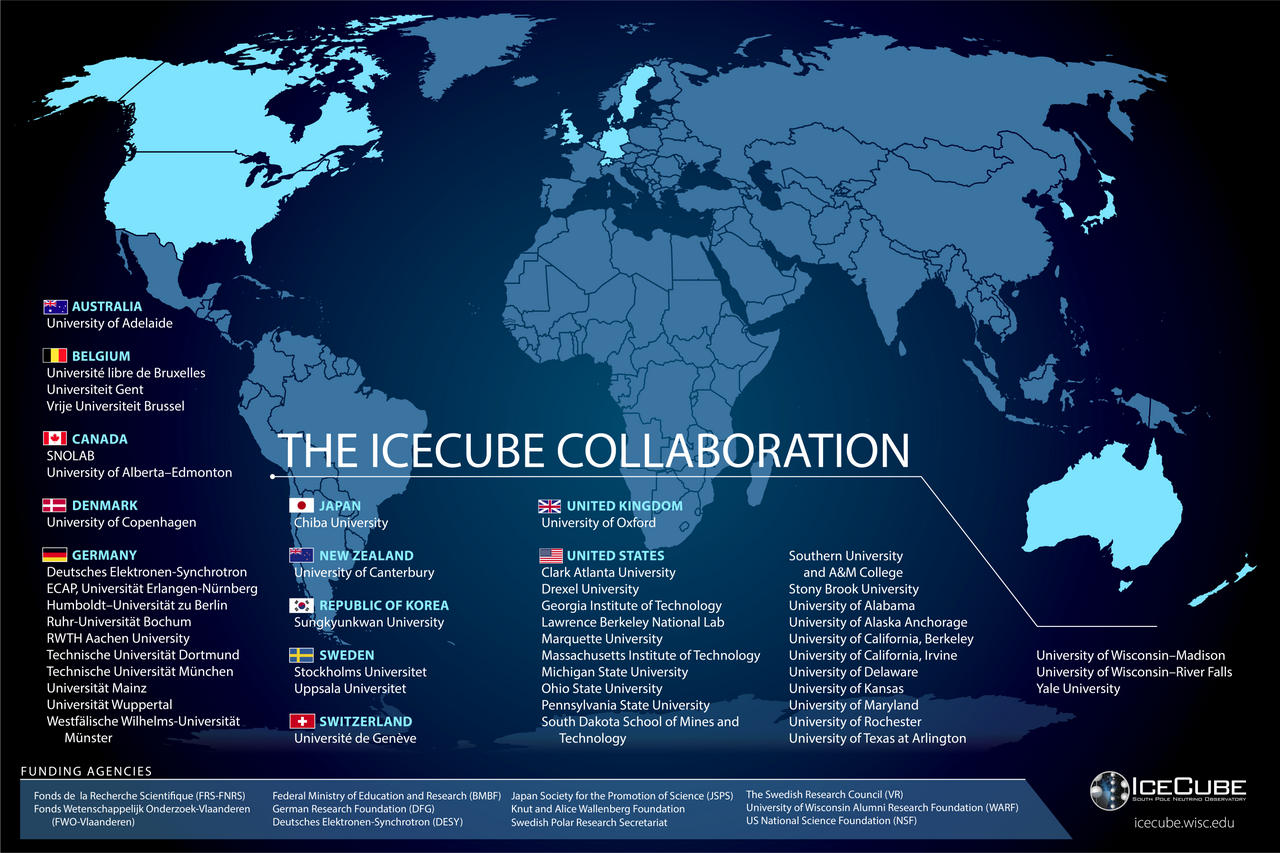 THE ICECUBE COLLABORATION
AUSTRALIA
University of Adelaide
BELGIUM
Université libre de Bruxelles
Universiteit Gent
Vrije Universiteit Brussel
CANADA
SNOLAB
University of Alberta–Edmonton
DENMARK
University of Copenhagen
GERMANY
Deutsches Elektronen-Synchrotron
ECAP, Universität Erlangen-Nürnberg
Humboldt–Universität zu Berlin
Ruhr-Universität Bochum
RWTH Aachen University
Technische Universität Dortmund
Technische Universität München
Universität Mainz
Universität Wuppertal
Westfälische Wilhelms-Universität
Münster
JAPAN
Chiba University
NEW ZEALAND
University of Canterbury
REPUBLIC OF KOREA
Sungkyunkwan University
SWEDEN
Stockholms Universitet
Uppsala Universitet
SWITZERLAND
Université de Genève
UNITED KINGDOM
University of Oxford
UNITED STATES
Clark Atlanta University
Drexel University
Georgia Institute of Technology
Lawrence Berkeley National Lab
Marquette University
Massachusetts Institute of Technology
Michigan State University
Ohio State University
Pennsylvania State University
South Dakota School of Mines and
Technology
Southern University
and A&M College
Stony Brook University
University of Alabama
University of Alaska Anchorage
University of California, Berkeley
University of California, Irvine
University of Delaware
University of Kansas
University of Maryland
University of Rochester
University of Texas at Arlington
University of Wisconsin–Madison
University of Wisconsin–River Falls
Yale University
FUNDING AGENCIES
Fonds de la Recherche Scientifique (FRS-FNRS)
Fonds Wetenschappelijk Onderzoek-Vlaanderen
(FWO-Vlaanderen)
Federal Ministry of Education and Research (BMBF)
German Research Foundation (DFG)
Deutsches Elektronen-Synchrotron (DESY)
Japan Society for the Promotion of Science (JSPS)
Knut and Alice Wallenberg Foundation
Swedish Polar Research Secretariat
The Swedish Research Council (VR)
University of Wisconsin Alumni Research Foundation (WARF)
US National Science Foundation (NSF)
ICECUBE
SOUTH POLE NEUTRINO OBSERVATORY
icecube.wisc.edu